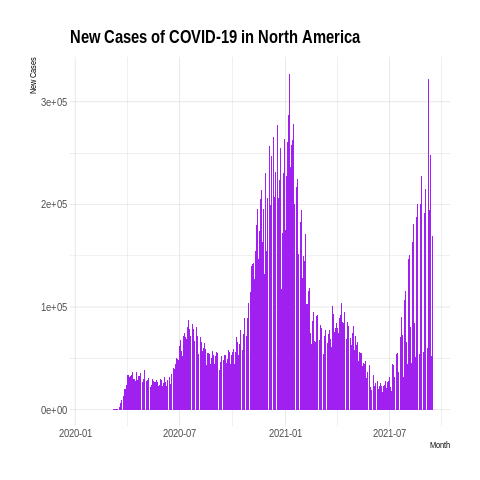 New Cases of COVID-19 in North America
New Cases
3e+05
2e+05
1e+05
0e+00
2020-01
2020-07
2021-01
2021-07
Month